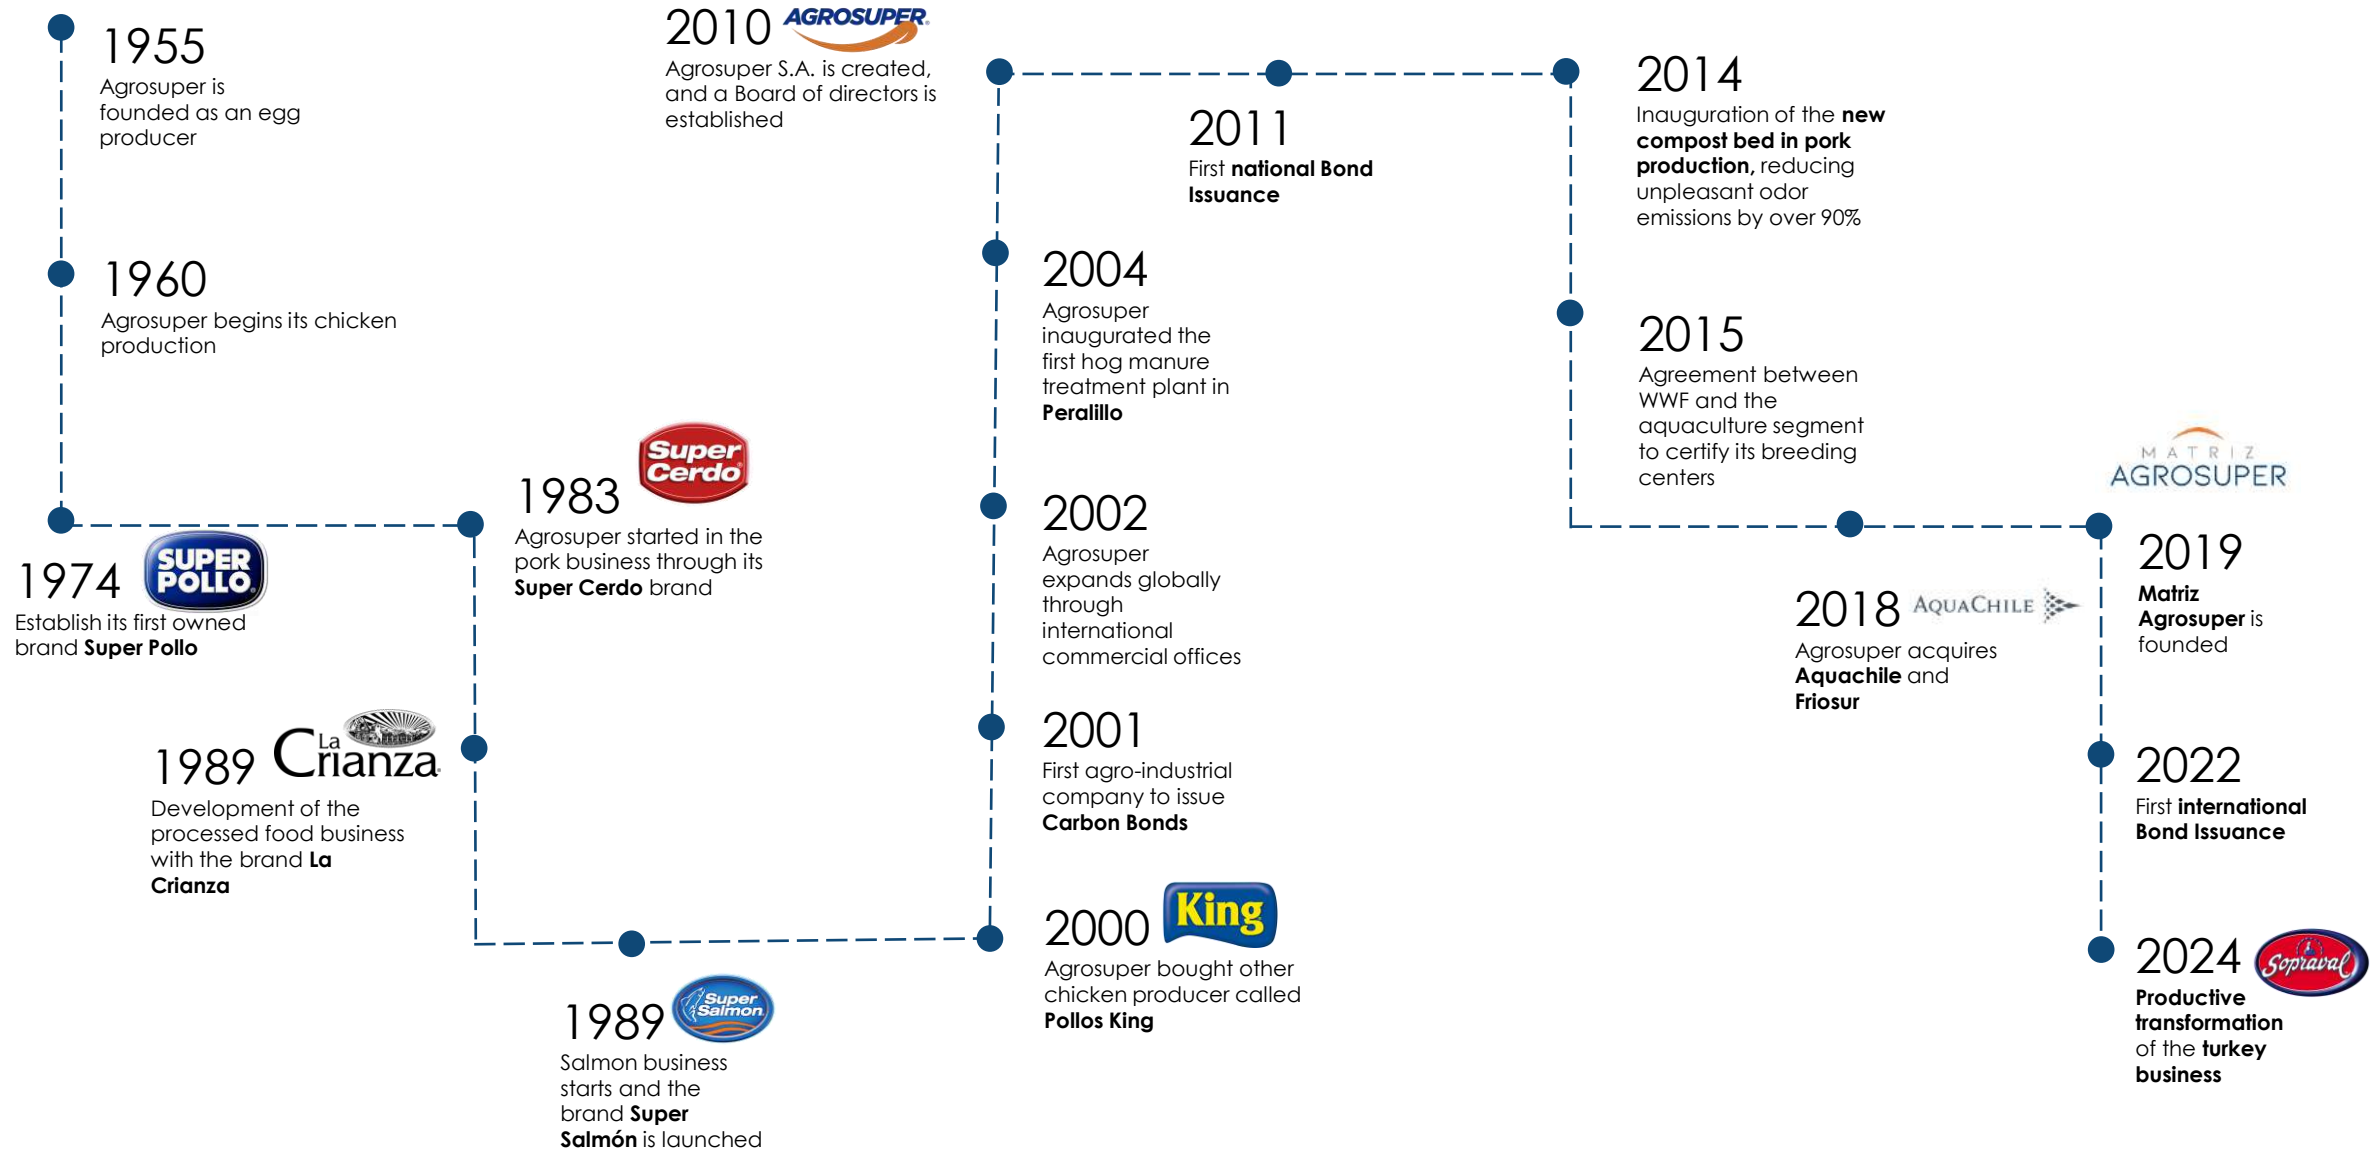 1955
Agrosuper is
founded as an egg
producer
1960
Agrosuper begins its chicken
production
1974
SUPER
POLLO
Establish its first owned
brand Super Pollo
1983
Super
Cerdo
Agrosuper started in the
pork business through its
Super Cerdo brand
1989
La
Crianza
Development of the
processed food business
with the brand La
Crianza
1989
Super
Salmon
Salmon business
starts and the
brand Super
Salmón is launched
2000
King
Agrosuper bought other
chicken producer called
Pollos King
2001
First agro-industrial
company to issue
Carbon Bonds
2002
Agrosuper
expands globally
through
international
commercial offices
2004
Agrosuper
inaugurated the
first hog manure
treatment plant in
Peralillo
2010
AGROSUPER
Agrosuper S.A. is created,
and a Board of directors is
established
2011
First national Bond
Issuance
2014
Inauguration of the new
compost bed in pork
production, reducing
unpleasant odor
emissions by over 90%
2015
Agreement between
WWF and the
aquaculture segment
to certify its breeding
centers
2018
AQUACHILE
Agrosuper acquires
Aquachile and
Friosur
MATRIZ
AGROSUPER
2019
Matriz
Agrosuper is
founded
2022
First international
Bond Issuance
2024
Sopraval
Productive
transformation
of the turkey
business